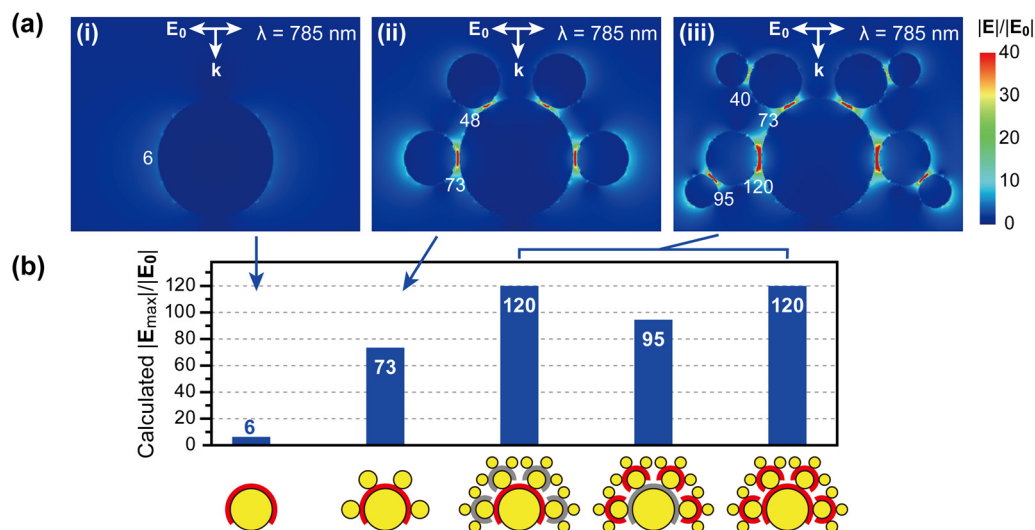 (a)
(i)
E₀
k
λ = 785 nm
6
(ii)
E₀
k
λ = 785 nm
48
73
(iii)
E₀
k
λ = 785 nm
40
73
120
95
|E|/|E₀|
40
30
20
10
0
(b)
Calculated |Eₘₐₓ|/|E₀|
120
100
80
60
40
20
0
6
73
120
95
120